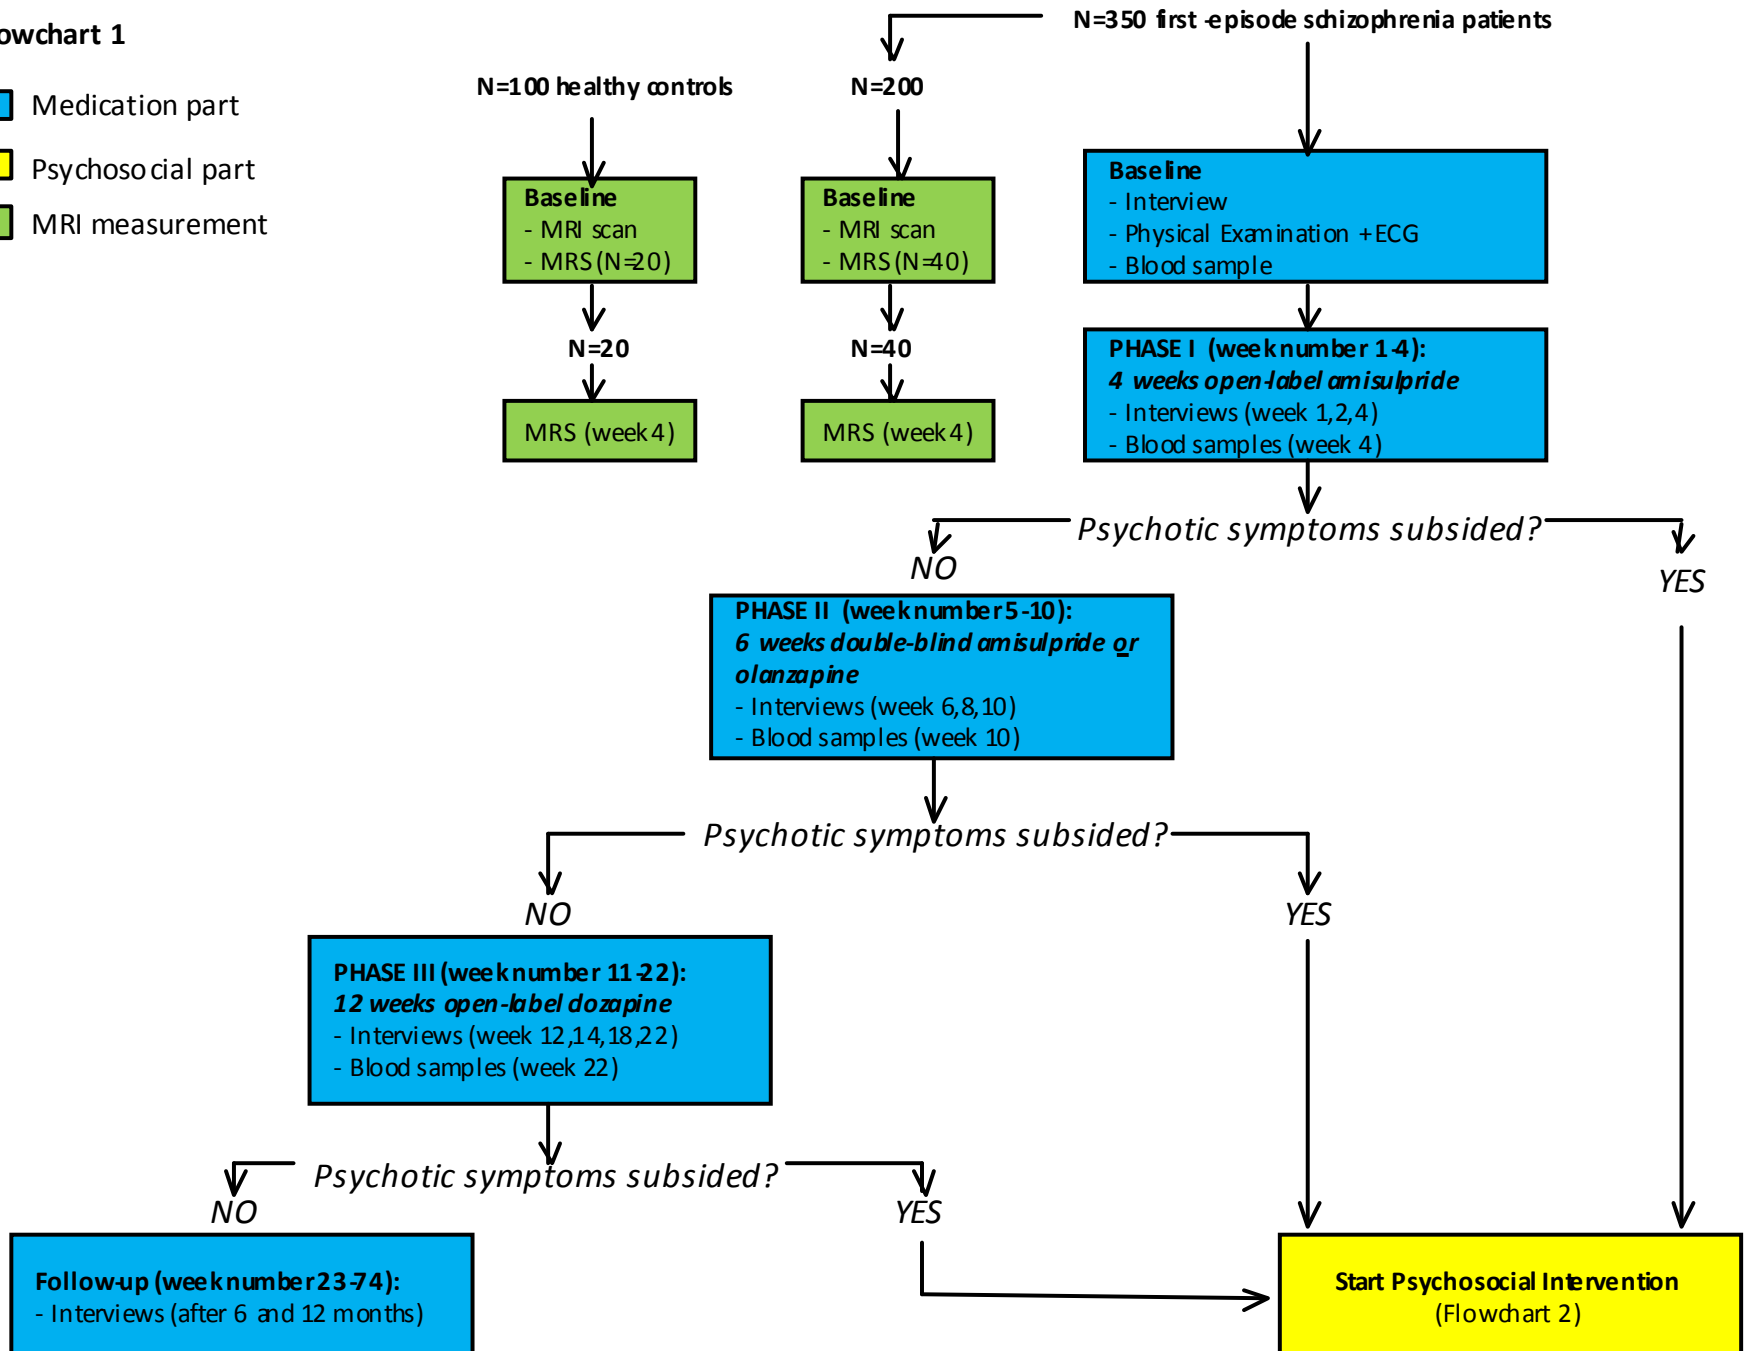 owchart 1
Medication part
Psychosocial part
MRI measurement
N=350 first -episode schizophrenia patients
N=100 healthy controls
N=200
Baseline
- MRI scan
- MRS (N=20)
Baseline
- MRI scan
- MRS (N=40)
Baseline
- Interview
- Physical Examination +ECG
- Blood sample
N=20
N=40
MRS (week 4)
MRS (week 4)
PHASE I (week number 1-4):
4 weeks open-label amisulpride
- Interviews (week 1,2,4)
- Blood samples (week 4)
Psychotic symptoms subsided?
NO
YES
PHASE II (week number 5-10):
6 weeks double-blind amisulpride or
olanzapine
- Interviews (week 6,8,10)
- Blood samples (week 10)
Psychotic symptoms subsided?
NO
YES
PHASE III (week number 11-22):
12 weeks open-label clozapine
- Interviews (week 12,14,18,22)
- Blood samples (week 22)
Psychotic symptoms subsided?
NO
YES
Follow-up (week number 23-74):
- Interviews (after 6 and 12 months)
Start Psychosocial Intervention
(Flowchart 2)